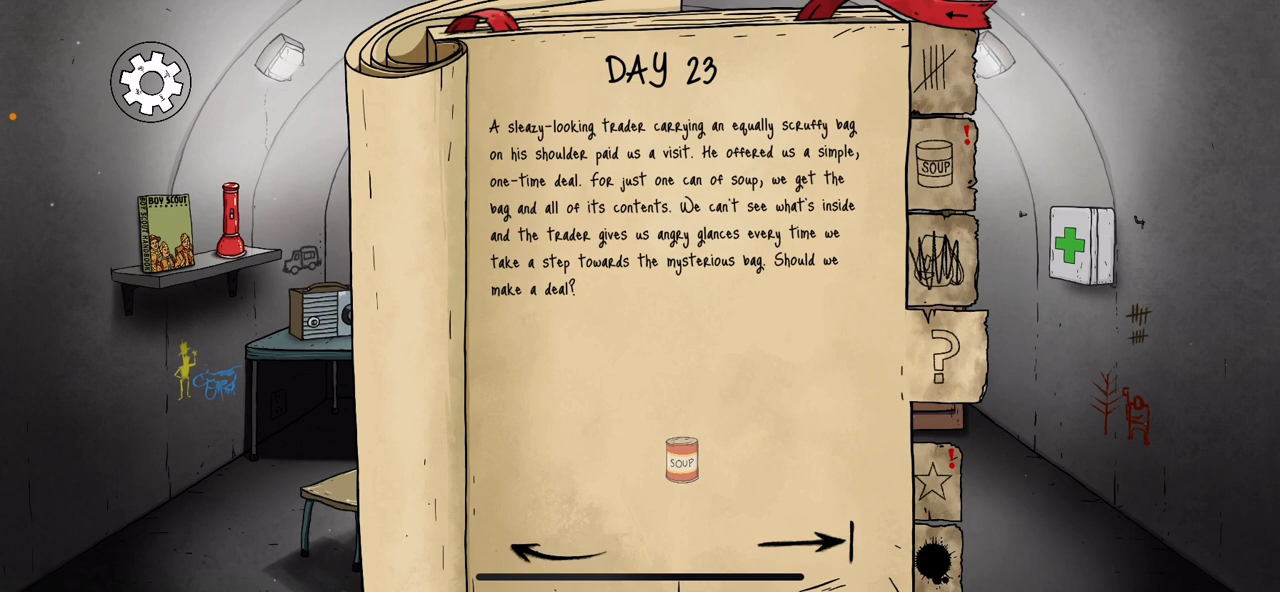 DAY 23
A sleazy-looking trader carrying an equally scruffy bag
on his shoulder paid us a visit. He offered us a simple,
one-time deal. For just one can of soup, we get the
bag and all of its contents. We can't see what's inside
and the trader gives us angry glances every time we
take a step towards the mysterious bag. Should we
make a deal?
SOUP
SOUP
!
?
!
BOY SCOUT